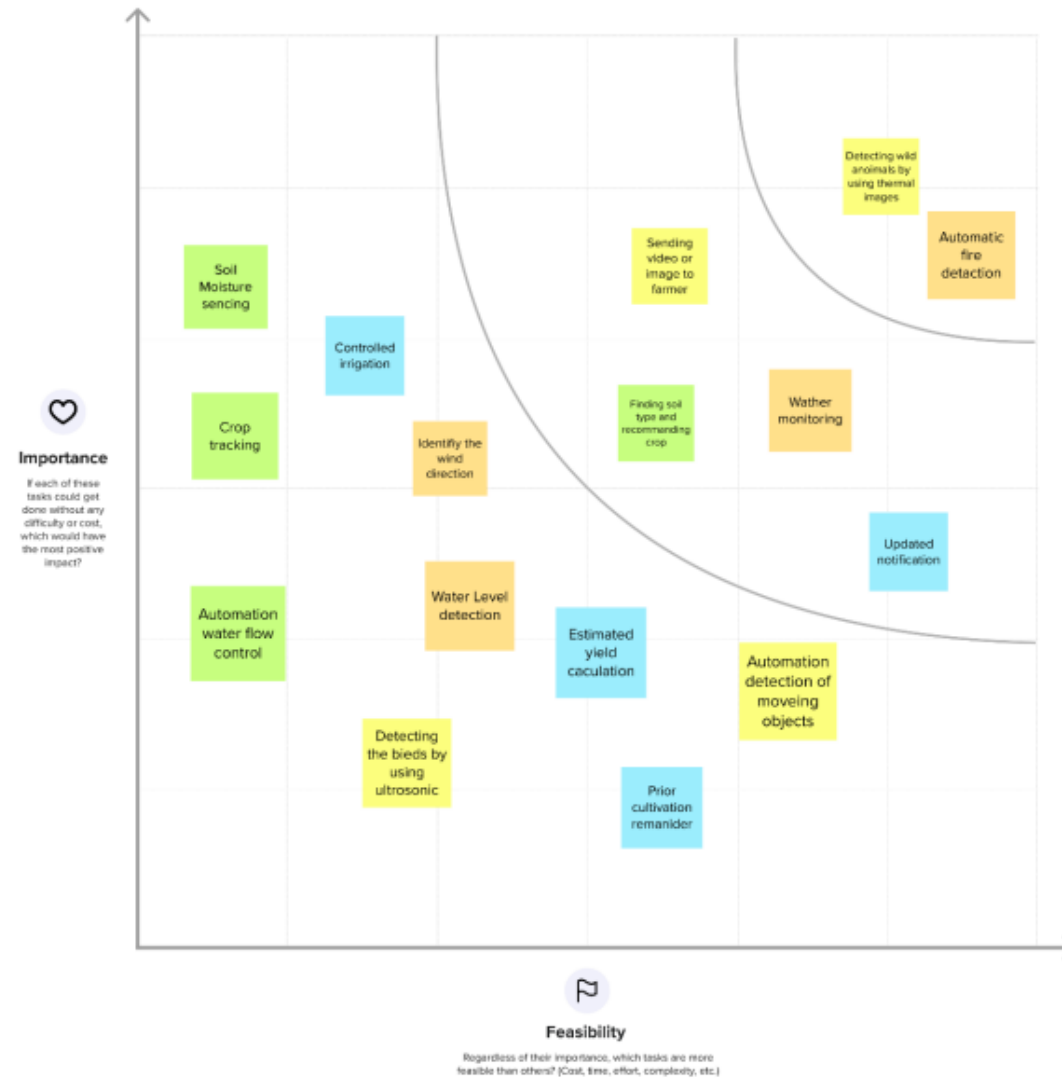 Detecting wild
anoimals by
using thermal
images
Automatic
fire
detaction
Sending
video or
image to
farmer
Soil
Moisture
sencing
Controlled
irrigation
Finding soil
type and
recommanding
crop
Wather
monitoring
Crop
tracking
Identifiy the
wind
direction
Importance
If each of these
tasks could get
done without any
difficulty or cost,
which would have
the most positive
impact?
Updated
notification
Automation
water flow
control
Water Level
detection
Estimated
yield
caculation
Automation
detection of
moveing
objects
Detecting
the bieds by
using
ultrosonic
Prior
cultivation
remanider
Feasibility
Regardless of their importance, which tasks are more
feasible than others? (Cost, time, effort, complexity, etc.)